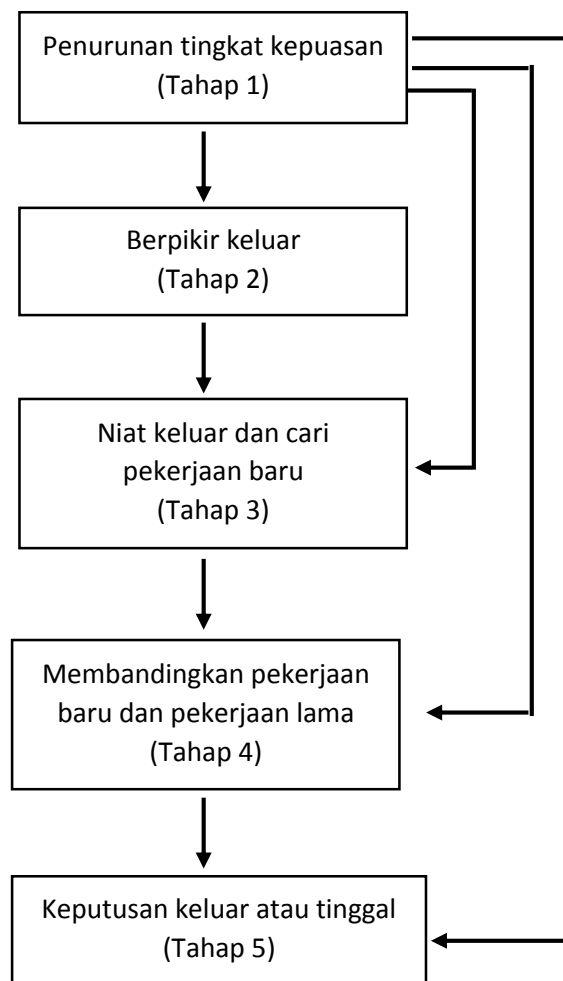 Penurunan tingkat kepuasan
(Tahap 1)
Berpikir keluar
(Tahap 2)
Niat keluar dan cari
pekerjaan baru
(Tahap 3)
Membandingkan pekerjaan
baru dan pekerjaan lama
(Tahap 4)
Keputusan keluar atau tinggal
(Tahap 5)